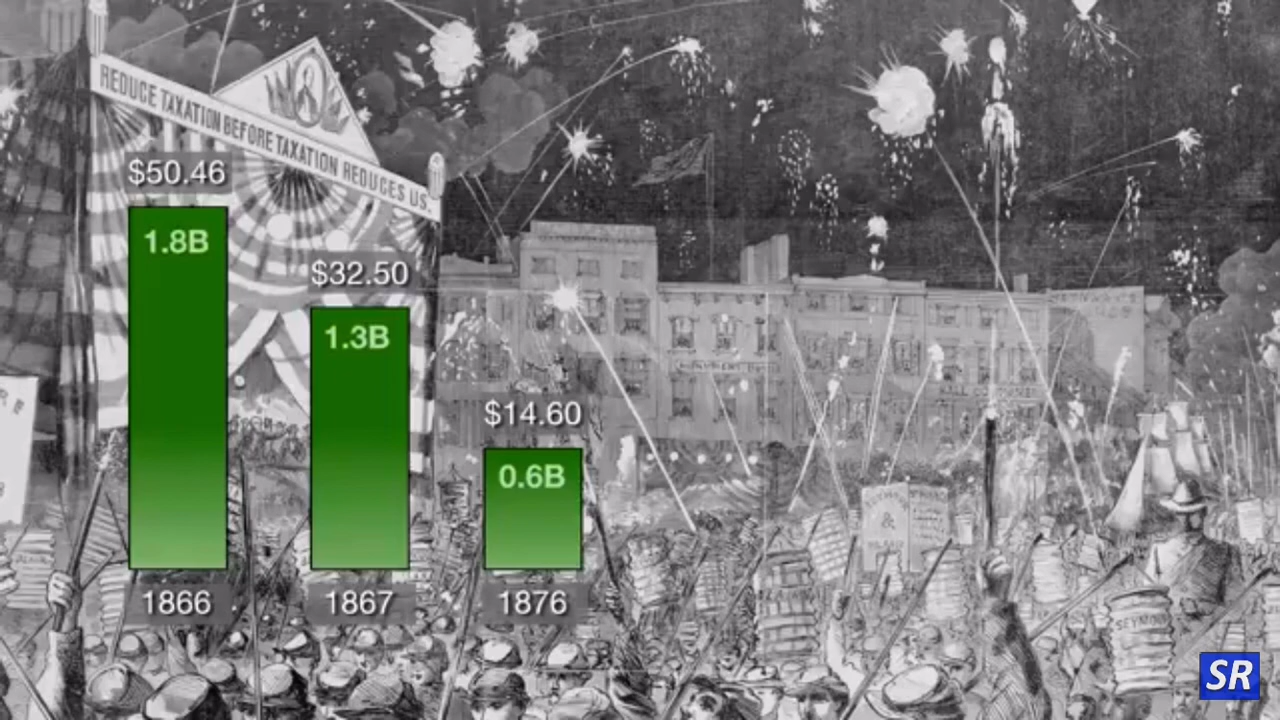 REDUCE TAXATION BEFORE TAXATION REDUCES US.
$50.46
1.8B
$32.50
1.3B
$14.60
0.6B
1866
1867
1876
&
SEYMOUR
SR